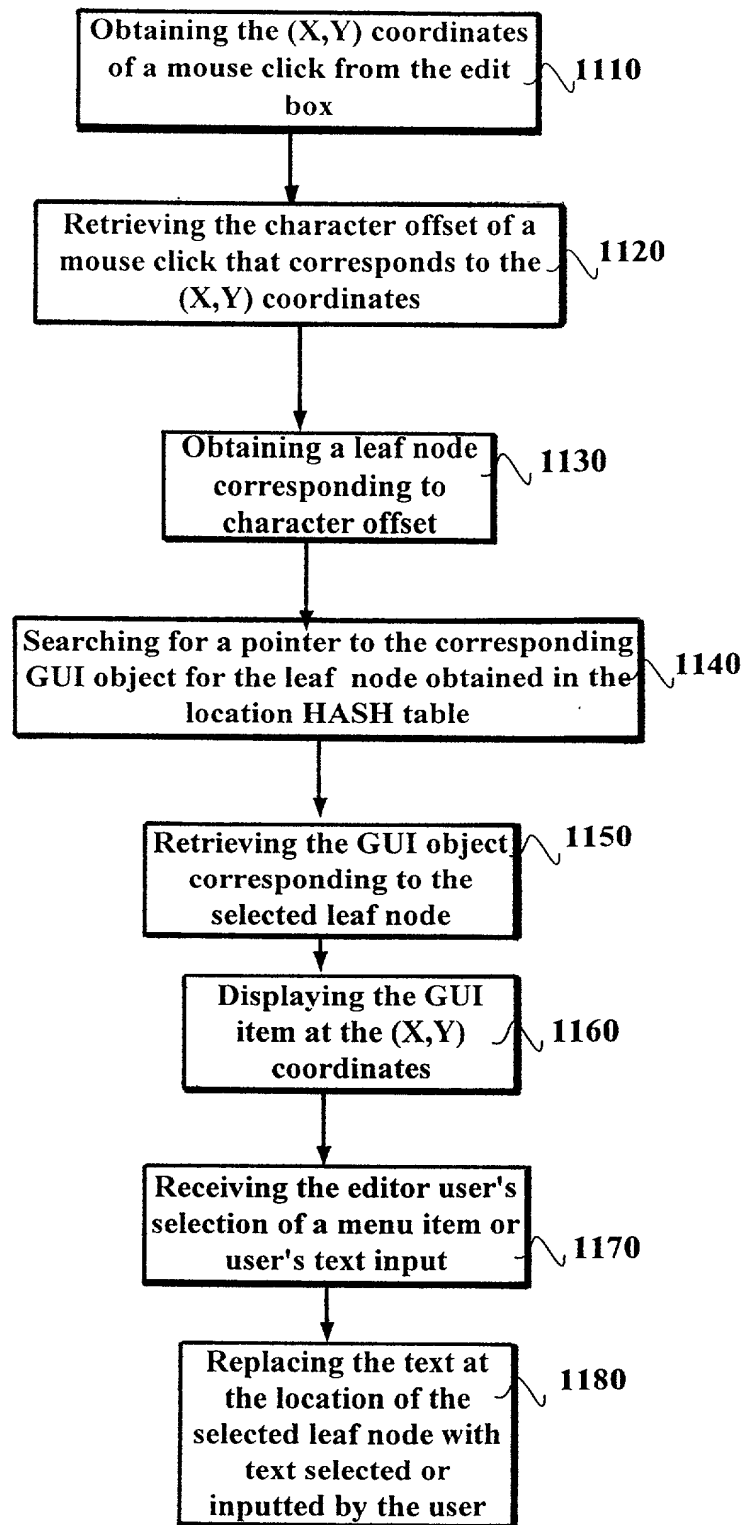 Obtaining the (X,Y) coordinates
of a mouse click from the edit
box
1110
Retrieving the character offset of a
mouse click that corresponds to the
(X,Y) coordinates
1120
Obtaining a leaf node
corresponding to
character offset
1130
Searching for a pointer to the corresponding
GUI object for the leaf node obtained in the
location HASH table
1140
Retrieving the GUI object
corresponding to the
selected leaf node
1150
Displaying the GUI
item at the (X,Y)
coordinates
1160
Receiving the editor user's
selection of a menu item or
user's text input
1170
Replacing the text at
the location of the
selected leaf node with
text selected or
inputted by the user
1180